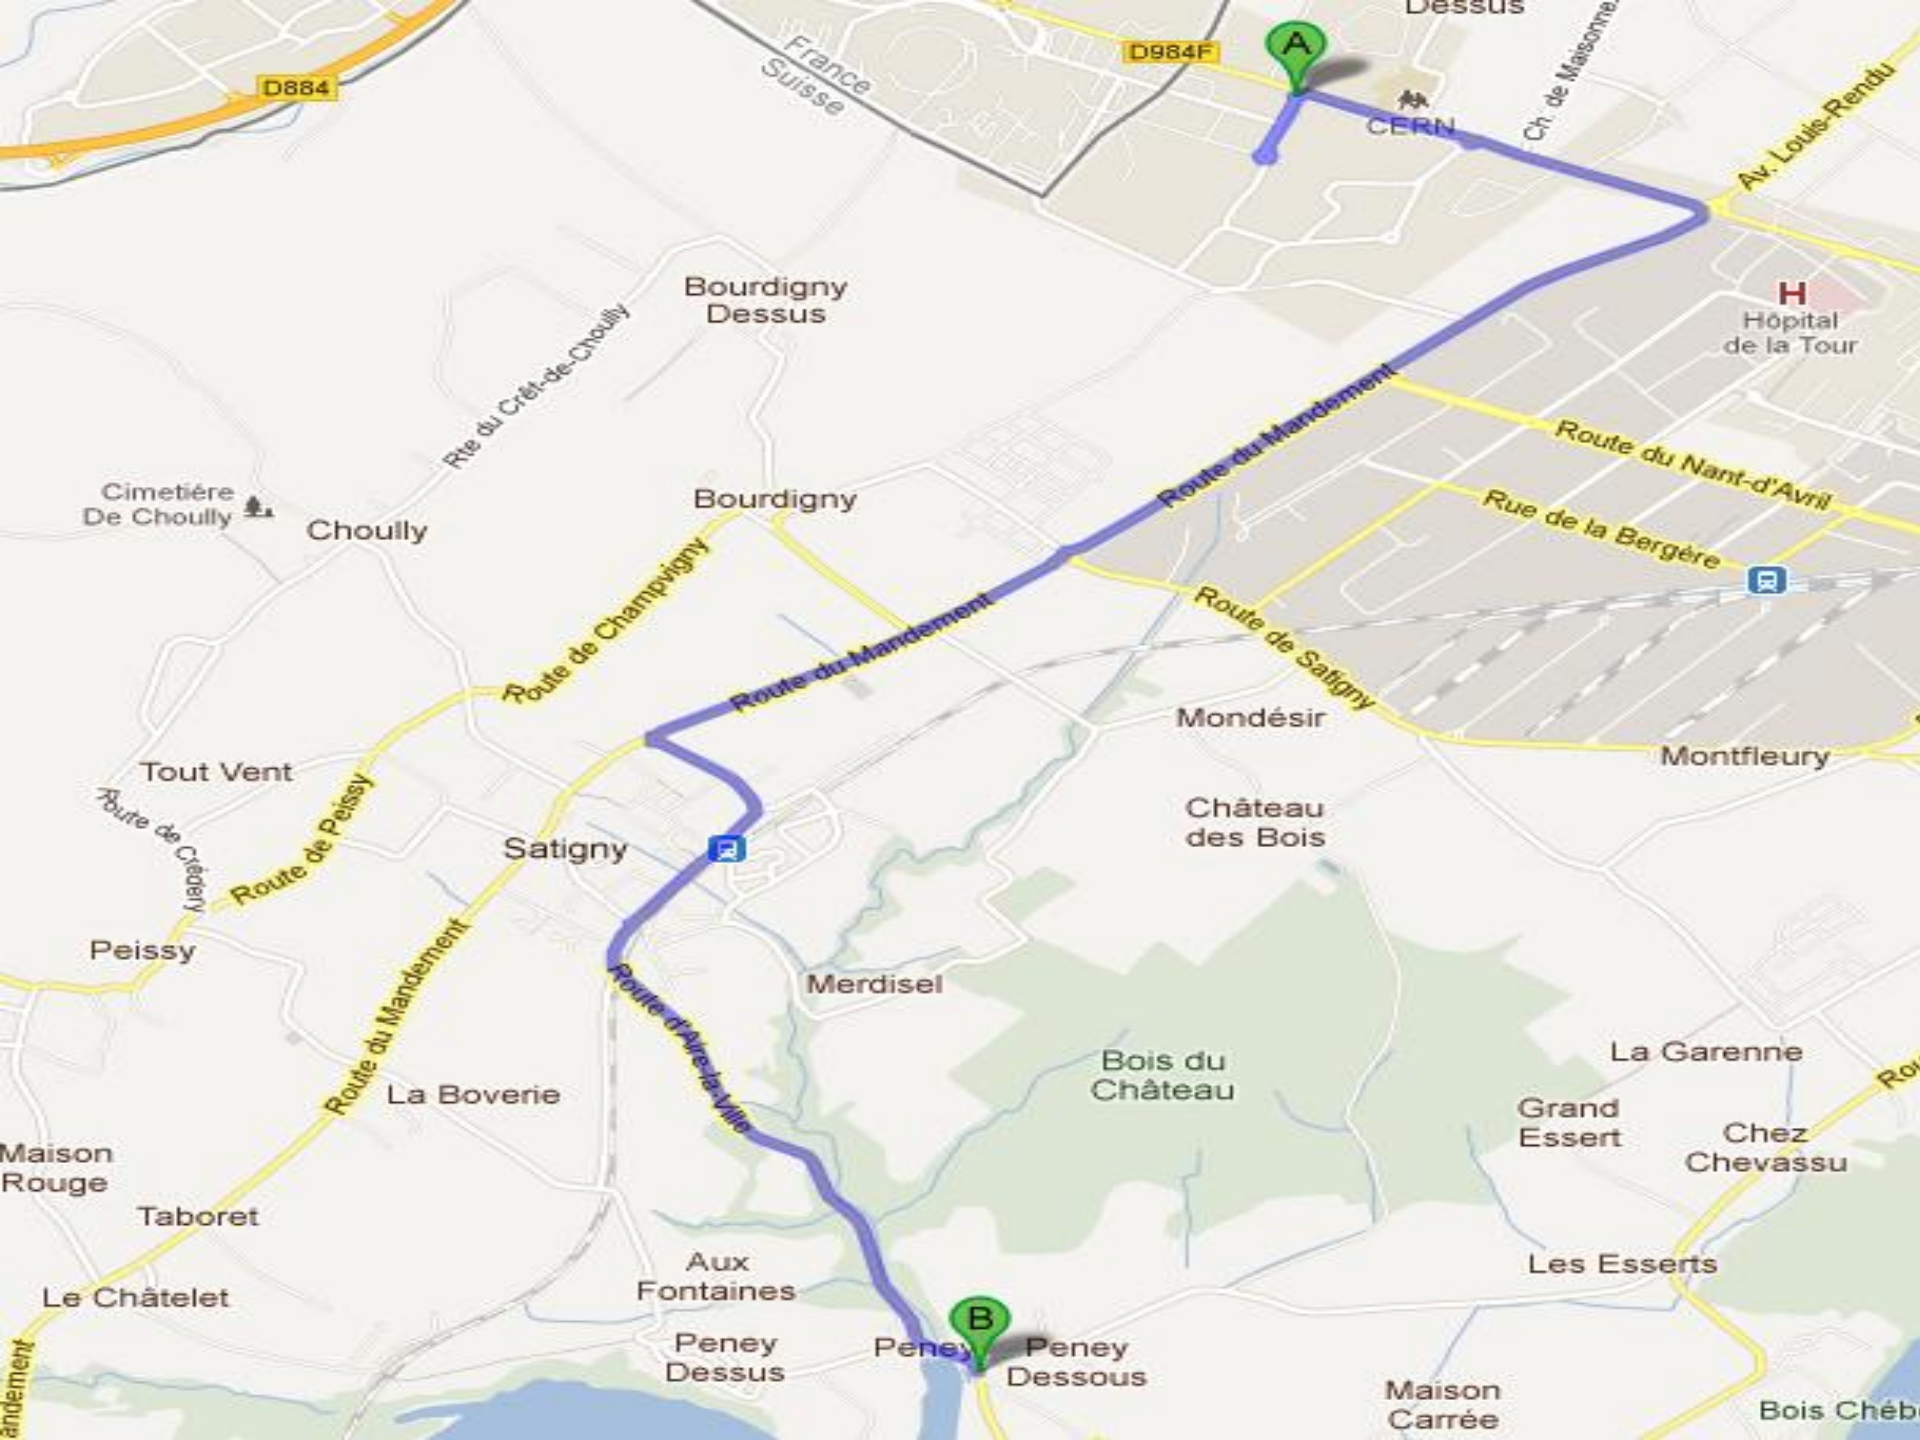 Dessus
D984F
A
France
Suisse
D884
CERN
Ch. de Maisonne
Av. Louis-Rendu
Bourdigny
Dessus
H
Hôpital
de la Tour
Rte du Crêt-de-Choully
Route du Mandement
Route du Nant-d'Avril
Cimetiére
De Choully
Choully
Bourdigny
Rue de la Bergère
Route de Champvigny
Route du Mandement
Route de Satigny
Mondésir
Montfleury
Tout Vent
Route de Peissy
Route de Crédery
Château
des Bois
Satigny
Peissy
Route du Mandement
Merdisel
Route d'Aire-la-Ville
Bois du
Château
La Garenne
Rou
La Boverie
Grand
Essert
Chez
Chevassu
Maison
Rouge
Taboret
Aux
Fontaines
Les Esserts
Le Châtelet
B
Peney
Dessus
Peney
Peney
Dessous
andement
Maison
Carrée
Bois Chéb